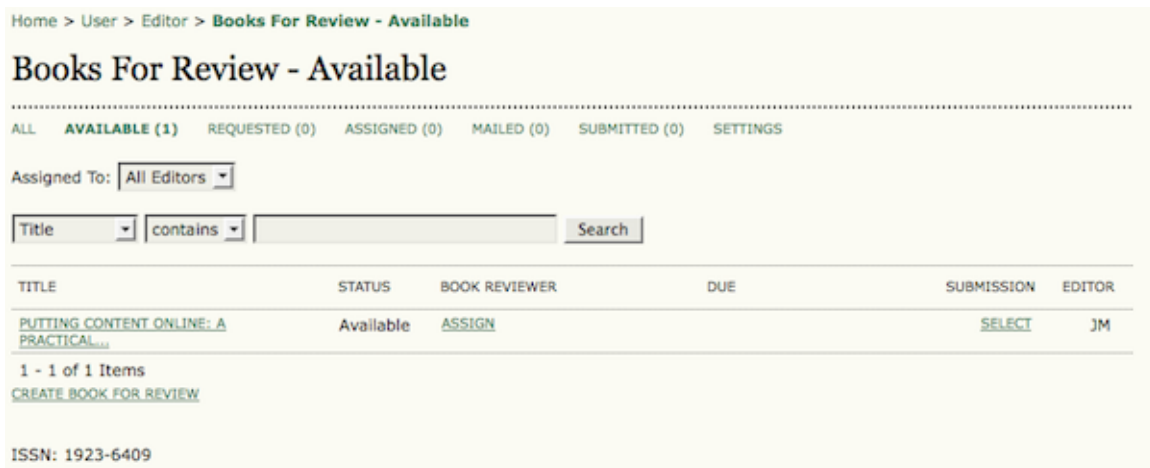 Home > User > Editor > Books For Review - Available
Books For Review - Available
ALL AVAILABLE (1) REQUESTED (0) ASSIGNED (0) MAILED (0) SUBMITTED (0) SETTINGS
Assigned To: All Editors
Title contains Search
TITLE STATUS BOOK REVIEWER DUE SUBMISSION EDITOR
PUTTING CONTENT ONLINE: A Available ASSIGN SELECT JM
PRACTICAL...
1 - 1 of 1 Items
CREATE BOOK FOR REVIEW
ISSN: 1923-6409